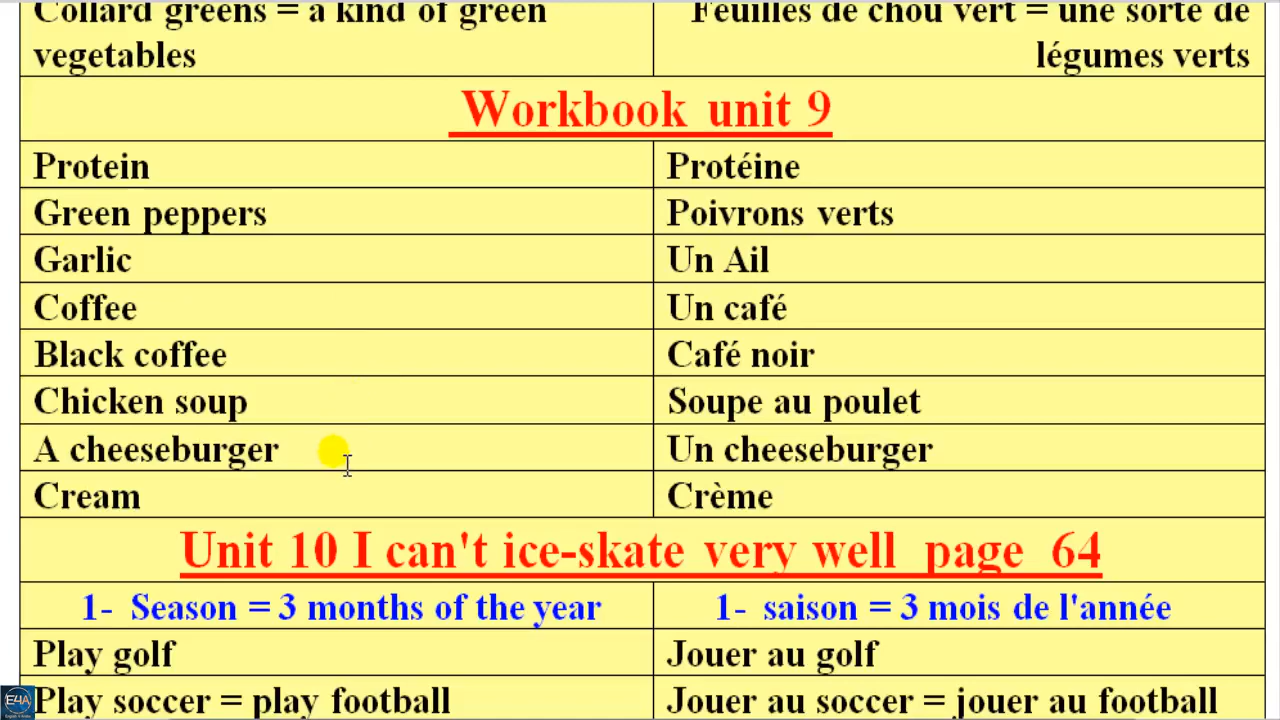 Collard greens = a kind of green
vegetables
Feuilles de chou vert = une sorte de
légumes verts
Workbook unit 9
Protein
Protéine
Green peppers
Poivrons verts
Garlic
Un Ail
Coffee
Un café
Black coffee
Café noir
Chicken soup
Soupe au poulet
A cheeseburger
Un cheeseburger
Cream
Crème
Unit 10 I can't ice-skate very well page 64
1- Season = 3 months of the year
1- saison = 3 mois de l'année
Play golf
Jouer au golf
Play soccer = play football
Jouer au soccer = jouer au football
E4A